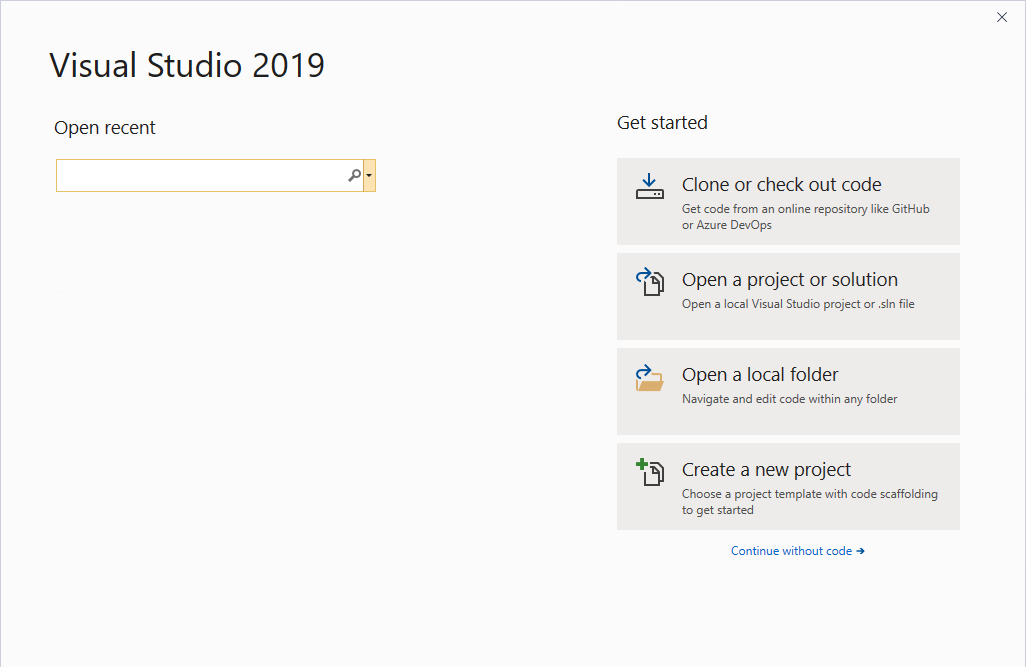 Visual Studio 2019
Open recent
Get started
Clone or check out code
Get code from an online repository like GitHub
or Azure DevOps
Open a project or solution
Open a local Visual Studio project or .sln file
Open a local folder
Navigate and edit code within any folder
Create a new project
Choose a project template with code scaffolding
to get started
Continue without code